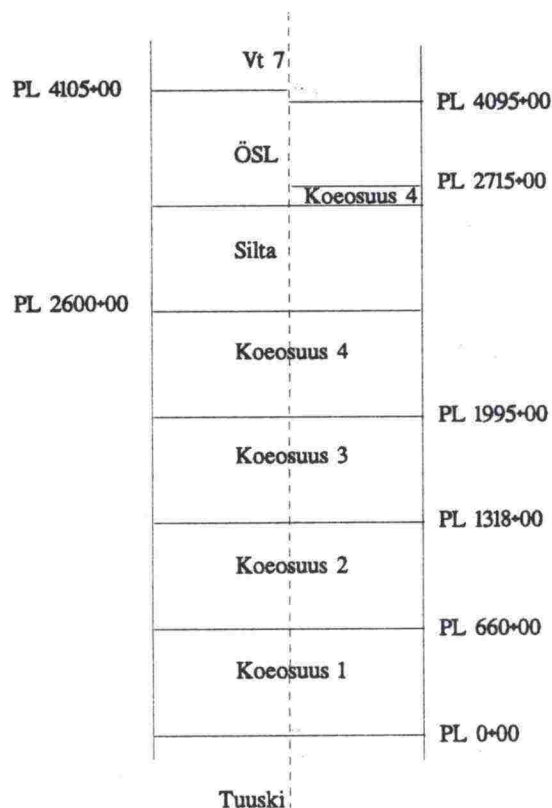 Vt 7
PL 4105+00
PL 4095+00
ÖSL
PL 2715+00
Koeosuus 4
Silta
PL 2600+00
Koeosuus 4
PL 1995+00
Koeosuus 3
PL 1318+00
Koeosuus 2
PL 660+00
Koeosuus 1
PL 0+00
Tuuski